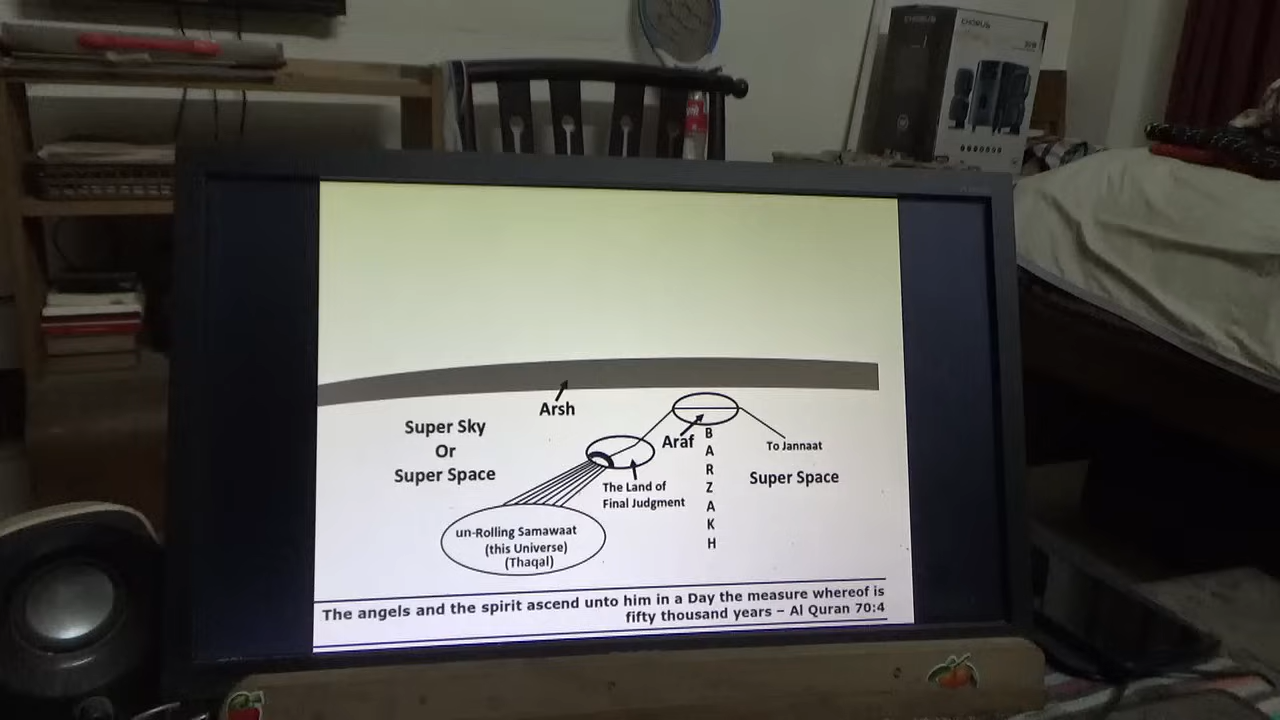 CHORUS
CHORUS
Arsh
Super Sky
Or
Super Space
Araf
B
A
R
Z
A
K
H
To Jannaat
Super Space
The Land of
Final Judgment
un-Rolling Samawaat
(this Universe)
(Thaqal)
The angels and the spirit ascend unto him in a Day the measure whereof is
fifty thousand years – Al Quran 70:4